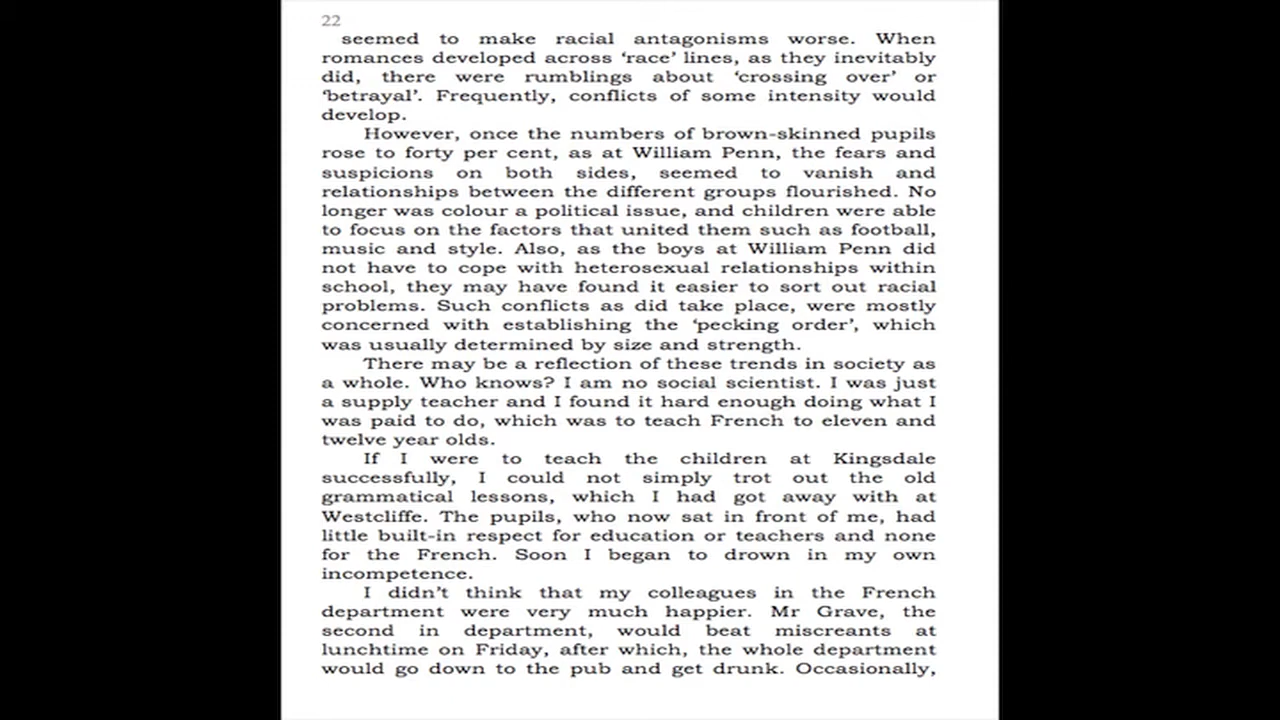 22
seemed to make racial antagonisms worse. When
romances developed across ‘race’ lines, as they inevitably
did, there were rumblings about ‘crossing over’ or
‘betrayal’. Frequently, conflicts of some intensity would
develop.
However, once the numbers of brown-skinned pupils
rose to forty per cent, as at William Penn, the fears and
suspicions on both sides, seemed to vanish and
relationships between the different groups flourished. No
longer was colour a political issue, and children were able
to focus on the factors that united them such as football,
music and style. Also, as the boys at William Penn did
not have to cope with heterosexual relationships within
school, they may have found it easier to sort out racial
problems. Such conflicts as did take place, were mostly
concerned with establishing the ‘pecking order’, which
was usually determined by size and strength.
There may be a reflection of these trends in society as
a whole. Who knows? I am no social scientist. I was just
a supply teacher and I found it hard enough doing what I
was paid to do, which was to teach French to eleven and
twelve year olds.
If I were to teach the children at Kingsdale
successfully, I could not simply trot out the old
grammatical lessons, which I had got away with at
Westcliffe. The pupils, who now sat in front of me, had
little built-in respect for education or teachers and none
for the French. Soon I began to drown in my own
incompetence.
I didn’t think that my colleagues in the French
department were very much happier. Mr Grave, the
second in department, would beat miscreants at
lunchtime on Friday, after which, the whole department
would go down to the pub and get drunk. Occasionally,